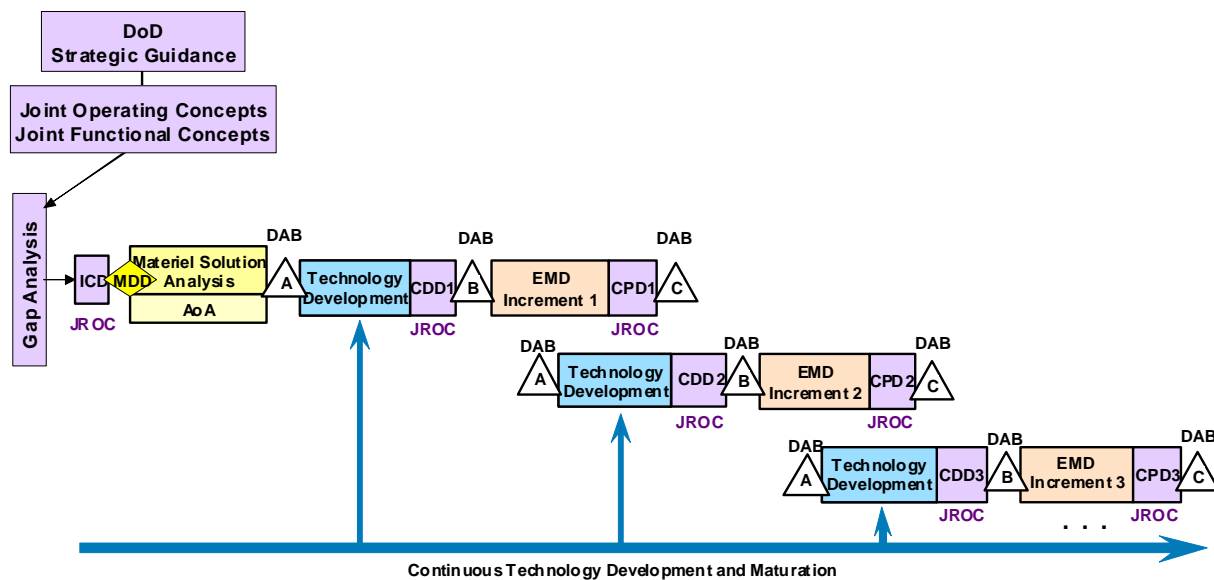 DoD
Strategic Guidance
Joint Operating Concepts
Joint Functional Concepts
Gap Analysis
ICD
JROC
MDD
Materiel Solution
Analysis
AoA
DAB
A
Technology
Development
CDD1
JROC
DAB
B
EMD
Increment 1
CPD1
JROC
DAB
C
DAB
A
Technology
Development
CDD2
JROC
DAB
B
EMD
Increment 2
CPD2
JROC
DAB
C
DAB
A
Technology
Development
CDD3
JROC
DAB
B
EMD
Increment 3
. . .
CPD3
JROC
DAB
C
Continuous Technology Development and Maturation